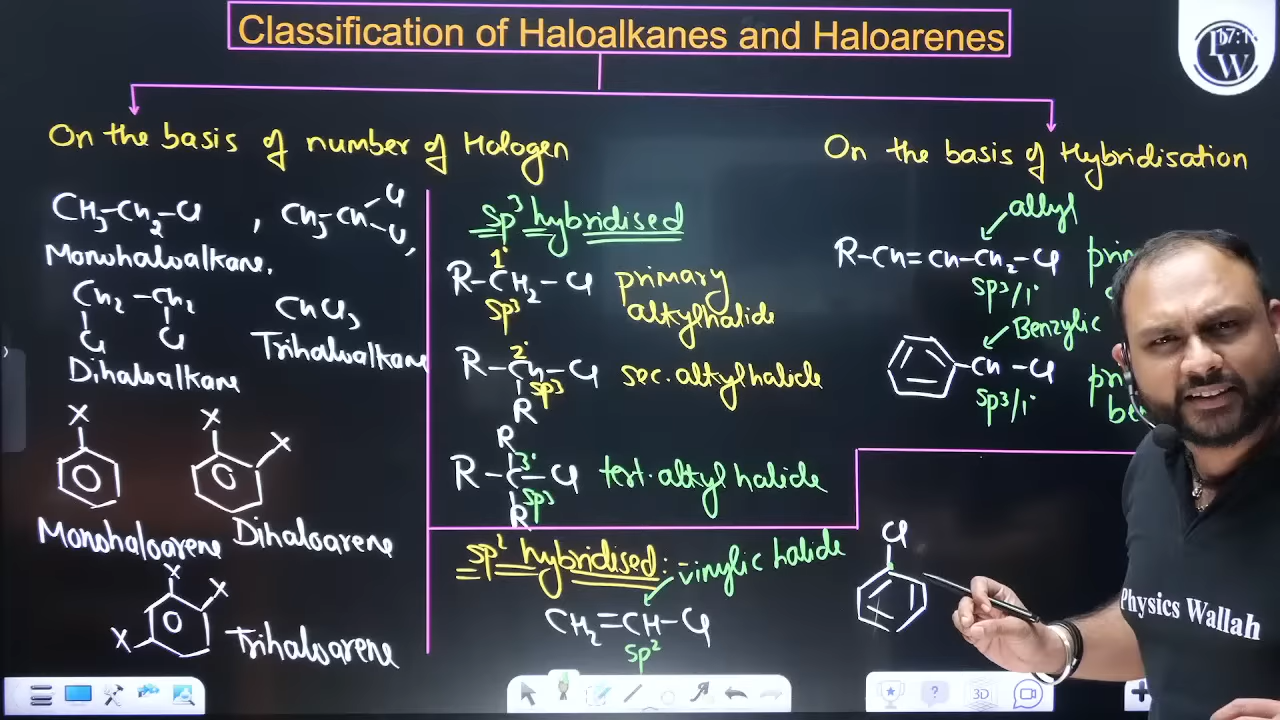 Classification of Haloalkanes and Haloarenes
17:1
P
W
On the basis of number of Halogen
On the basis of Hybridisation
CH3-CH2-Cl , CH3-CH
Cl
Cl,
Monohaloalkane,
CH2 - CH2
Cl Cl
Dihaloalkane
CHCl3
Trihaloalkane
X
X
X
Monohaloarene
Dihaloarene
X
X
X
Trihaloarene
sp3 hybridised
1°
R-CH2-Cl primary
sp3 alkylhalide
2°
R-CH-Cl sec. alkylhalide
sp3
R
R
3°
R-C-Cl tert. alkyl halide
sp3
R
sp2 hybridised:-
vinylic halide
CH2=CH-Cl
sp2
allyl
R-CH=CH-CH2-Cl
sp3/1°
Benzylic
CH-Cl
sp3/1°
Cl
Physics Wallah
3D